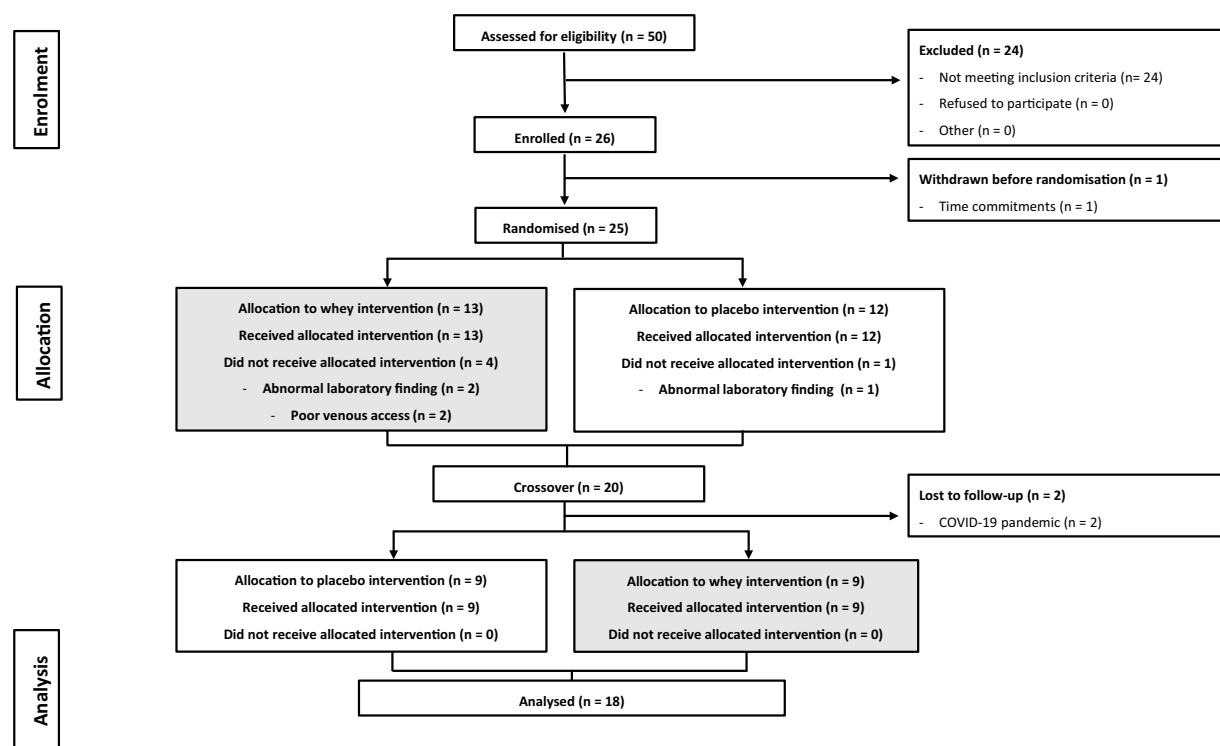 Enrolment
Assessed for eligibility (n = 50)
Excluded (n = 24)
- Not meeting inclusion criteria (n= 24)
- Refused to participate (n = 0)
- Other (n = 0)
Enrolled (n = 26)
Withdrawn before randomisation (n = 1)
- Time commitments (n = 1)
Randomised (n = 25)
Allocation
Allocation to whey intervention (n = 13)
Received allocated intervention (n = 13)
Did not receive allocated intervention (n = 4)
- Abnormal laboratory finding (n = 2)
- Poor venous access (n = 2)
Allocation to placebo intervention (n = 12)
Received allocated intervention (n = 12)
Did not receive allocated intervention (n = 1)
- Abnormal laboratory finding (n = 1)
Crossover (n = 20)
Lost to follow-up (n = 2)
- COVID-19 pandemic (n = 2)
Allocation to placebo intervention (n = 9)
Received allocated intervention (n = 9)
Did not receive allocated intervention (n = 0)
Allocation to whey intervention (n = 9)
Received allocated intervention (n = 9)
Did not receive allocated intervention (n = 0)
Analysis
Analysed (n = 18)